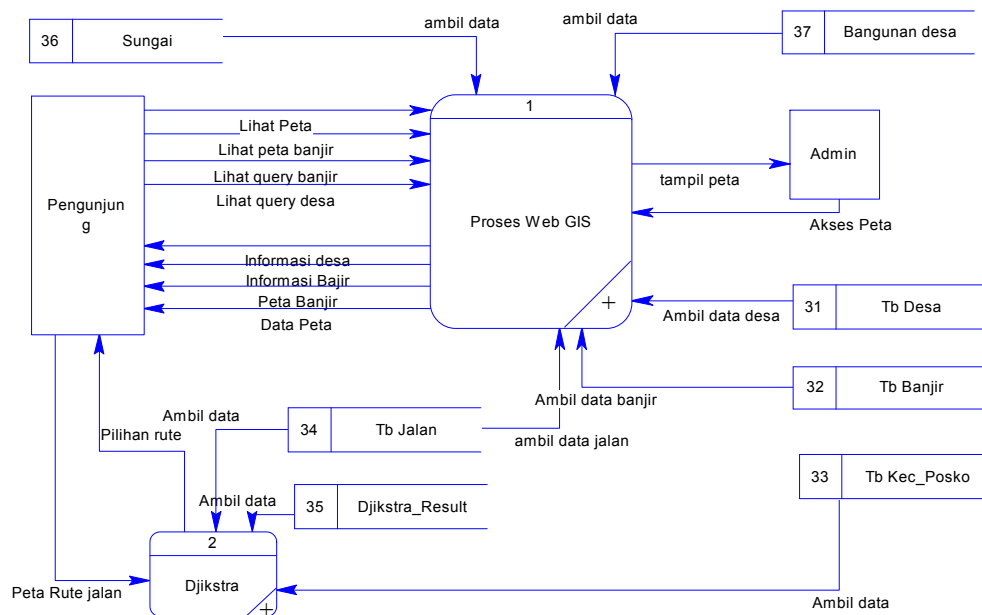 ambil data
ambil data
36 Sungai
37 Bangunan desa
1
Lihat Peta
Lihat peta banjir
Lihat query banjir
Lihat query desa
Pengunjun
g
Proses Web GIS
tampil peta
Admin
Akses Peta
Informasi desa
Informasi Bajir
Peta Banjir
Data Peta
+
Ambil data desa
31 Tb Desa
32 Tb Banjir
Ambil data banjir
Ambil data
34 Tb Jalan
ambil data jalan
Pilihan rute
33 Tb Kec_Posko
Ambil data
35 Djikstra_Result
2
Djikstra
+
Peta Rute jalan
Ambil data